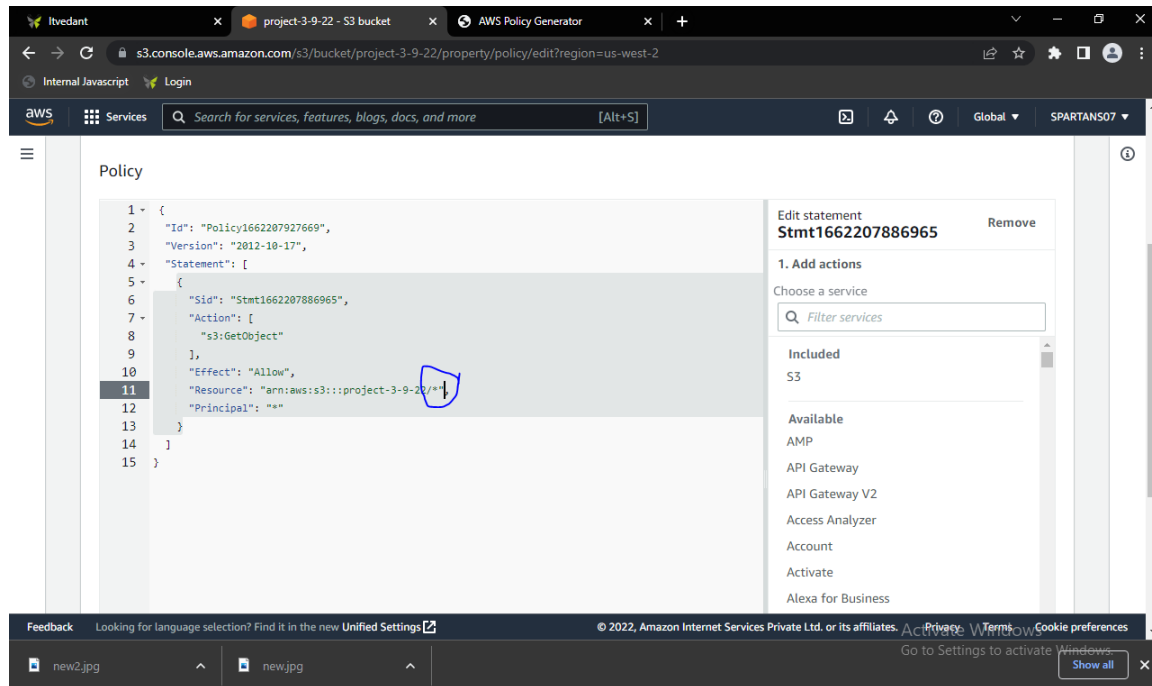 Itvedant
project-3-9-22 - S3 bucket
AWS Policy Generator
s3.console.aws.amazon.com/s3/bucket/project-3-9-22/property/policy/edit?region=us-west-2
Internal Javascript
Login
aws
Services
Search for services, features, blogs, docs, and more
[Alt+S]
Global
SPARTANS07
Policy
1 {
2 "Id": "Policy1662207927669",
3 "Version": "2012-10-17",
4 "Statement": [
5 {
6 "Sid": "Stmt1662207886965",
7 "Action": [
8 "s3:GetObject"
9 ],
10 "Effect": "Allow",
11 "Resource": "arn:aws:s3:::project-3-9-22/*",
12 "Principal": "*"
13 }
14 ]
15 }
Edit statement
Remove
Stmt1662207886965
1. Add actions
Choose a service
Filter services
Included
S3
Available
AMP
API Gateway
API Gateway V2
Access Analyzer
Account
Activate
Alexa for Business
Feedback
Looking for language selection? Find it in the new Unified Settings
© 2022, Amazon Internet Services Private Ltd. or its affiliates.
Privacy
Terms
Cookie preferences
Activate Windows
Go to Settings to activate Windows.
new2.jpg
new.jpg
Show all